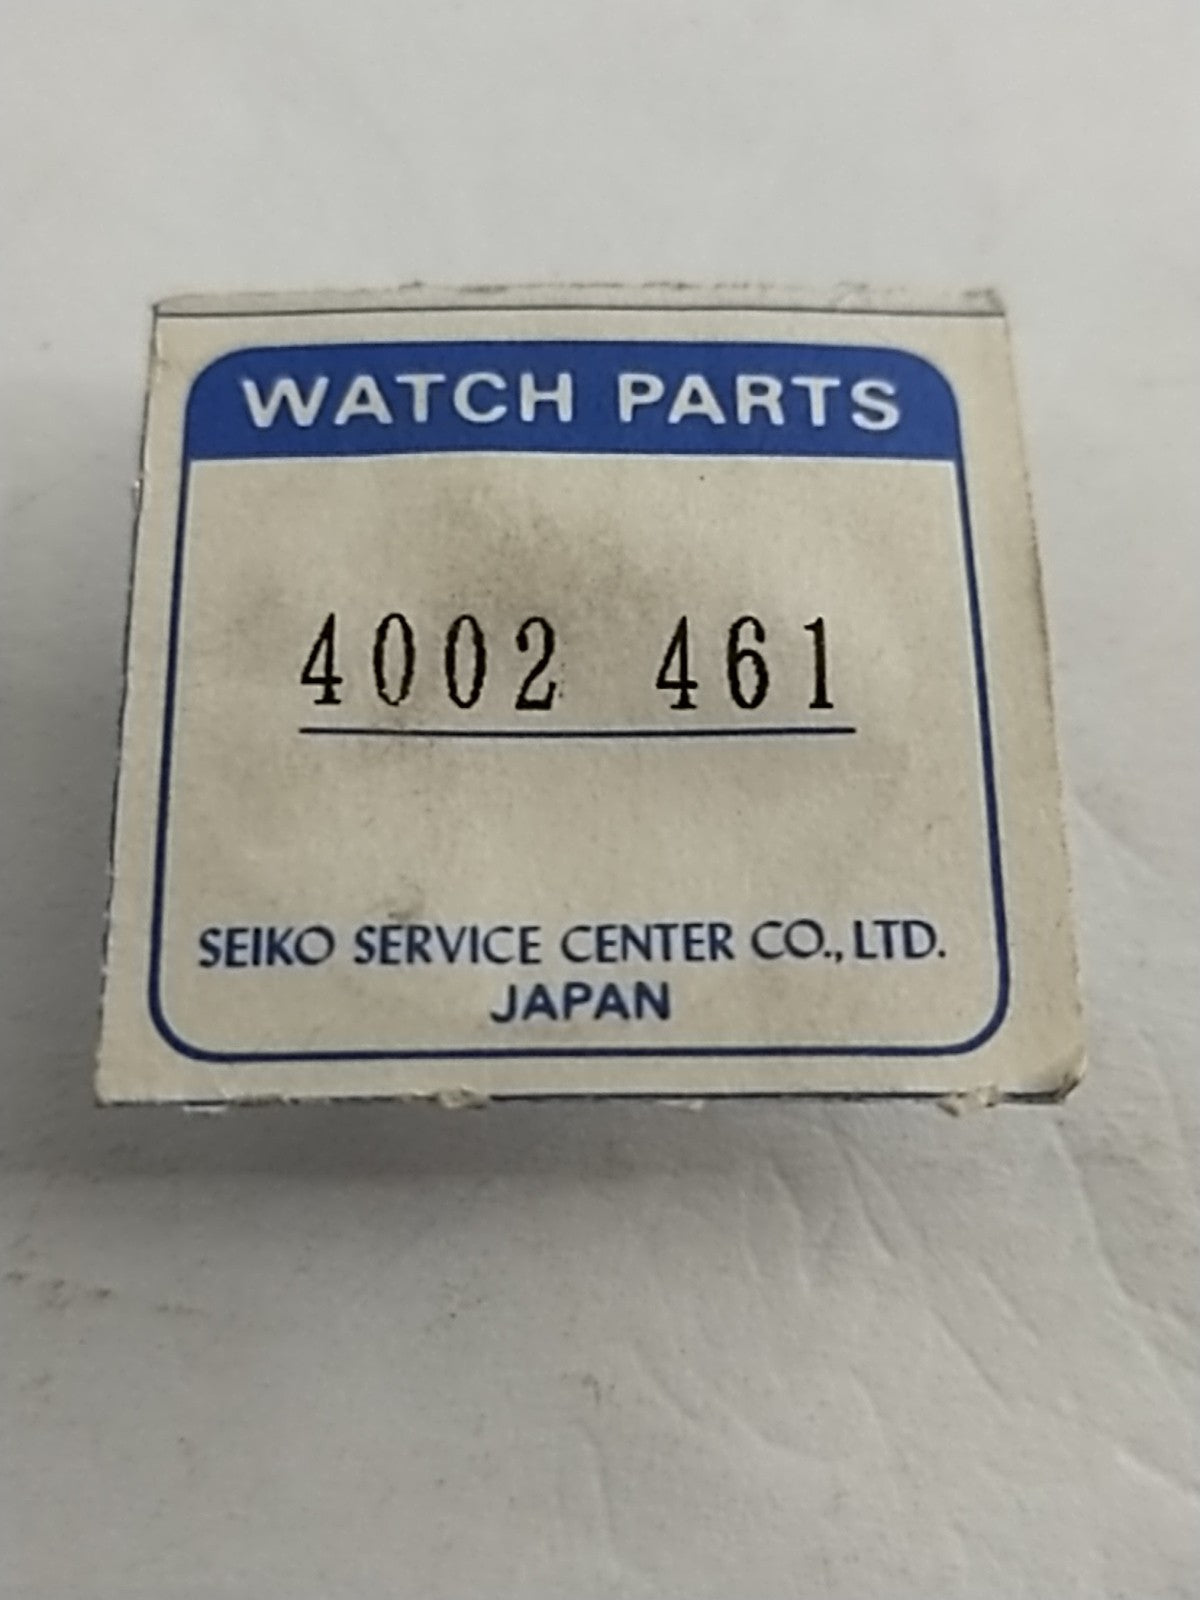 WATCH PARTS
4002 461
SEIKO SERVICE CENTER CO., LTD.
JAPAN